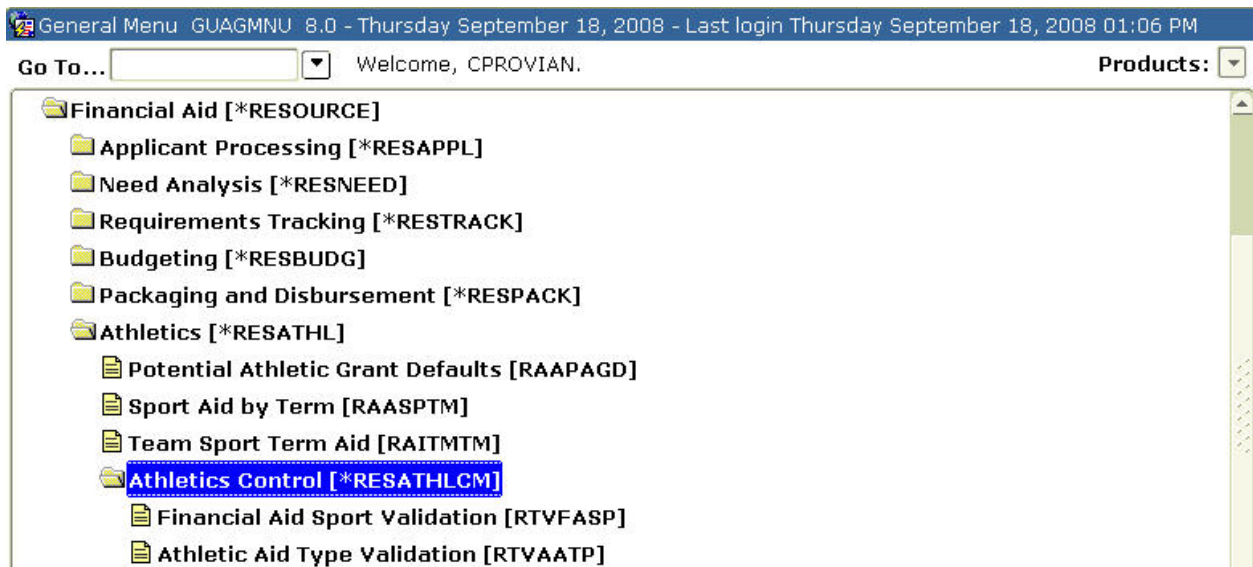 General Menu GUAGMNU 8.0 - Thursday September 18, 2008 - Last login Thursday September 18, 2008 01:06 PM
Go To... Welcome, CPROVIAN. Products:
Financial Aid [*RESOURCE]
Applicant Processing [*RESAPPL]
Need Analysis [*RESNEED]
Requirements Tracking [*RESTRACK]
Budgeting [*RESBUDG]
Packaging and Disbursement [*RESPACK]
Athletics [*RESATHL]
Potential Athletic Grant Defaults [RAAPAGD]
Sport Aid by Term [RAASPTM]
Team Sport Term Aid [RAITMTM]
Athletics Control [*RESATHLCM]
Financial Aid Sport Validation [RTVFASP]
Athletic Aid Type Validation [RTVAATP]